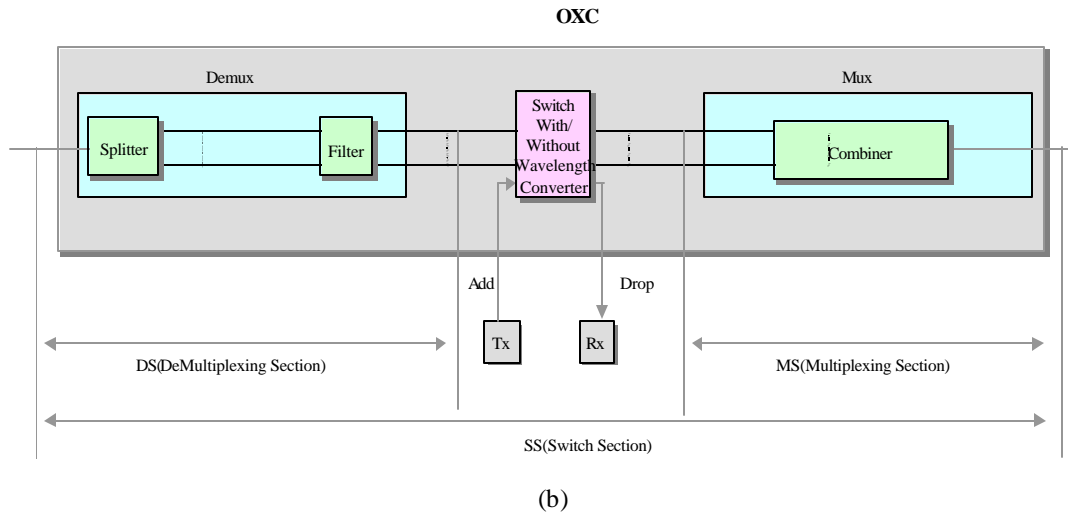 OXC
Demux
Mux
Splitter
Filter
Switch
With/
Without
Wavelength
Converter
Combiner
Add
Drop
Tx
Rx
DS(DeMultiplexing Section)
MS(Multiplexing Section)
SS(Switch Section)
(b)